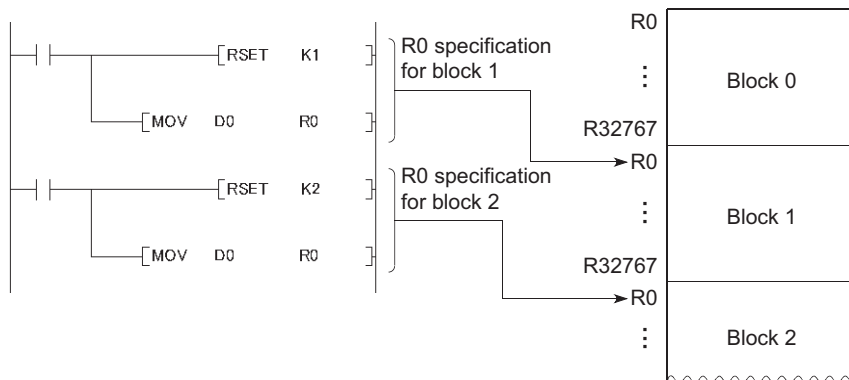 RSET K1
MOV D0 R0
R0 specification
for block 1
RSET K2
MOV D0 R0
R0 specification
for block 2
R0
⋮
R32767
Block 0
R0
⋮
R32767
Block 1
R0
⋮
Block 2